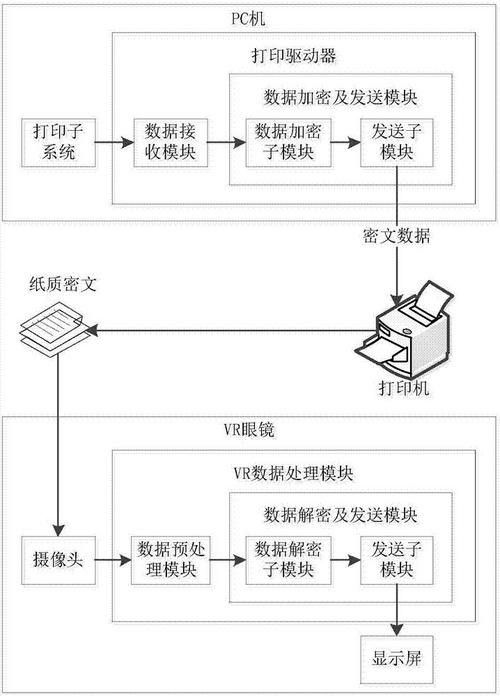 PC机
打印驱动器
数据加密及发送模块
打印子
系统
数据接
收模块
数据加密
子模块
发送子
模块
密文数据
纸质密文
打印机
VR眼镜
VR数据处理模块
数据解密及发送模块
摄像头
数据预处
理模块
数据解密
子模块
发送子
模块
显示屏